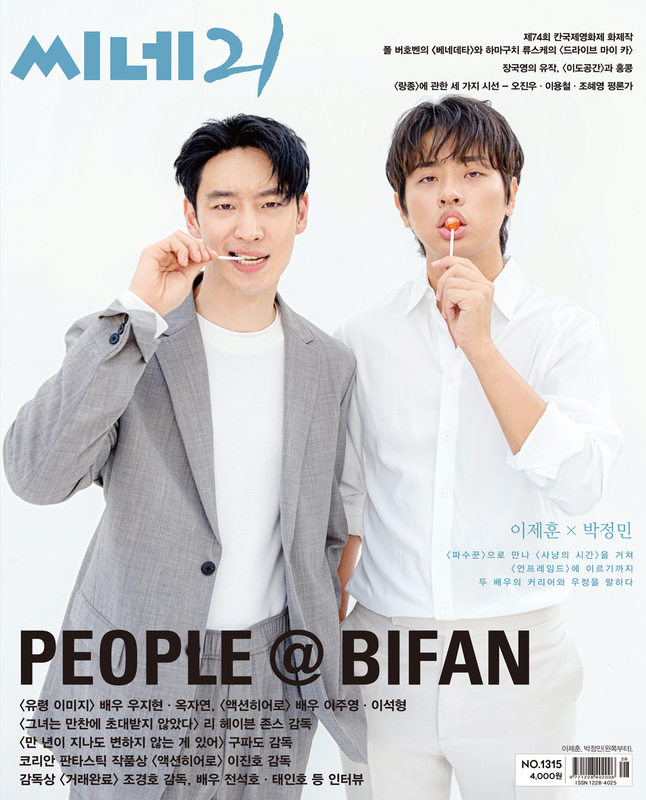 씨네21
제74회 칸국제영화제 화제작
폴 버호벤의 〈베네데타〉와 하마구치 류스케의 〈드라이브 마이 카〉
장국영의 유작, 〈이도공간〉과 홍콩
〈랑종〉에 관한 세 가지 시선 – 오진우 · 이용철 · 조혜영 평론가
이제훈 × 박정민
〈파수꾼〉으로 만나 〈사냥의 시간〉을 거쳐
〈언프레임드〉에 이르기까지
두 배우의 커리어와 우정을 말하다
PEOPLE @ BIFAN
〈유령 이미지〉 배우 우지현 · 옥자연, 〈액션히어로〉 배우 이주영 · 이석형
〈그녀는 만찬에 초대받지 않았다〉 리 헤이븐 존스 감독
〈만 년이 지나도 변하지 않는 게 있어〉 구파도 감독
코리안 판타스틱 작품상 〈액션히어로〉 이진호 감독
감독상 〈거래완료〉 조경호 감독, 배우 전석호 · 태인호 등 인터뷰
이제훈, 박정민(왼쪽부터).
NO.1315
4,000원
28
9 771228 402008
ISSN 1228-4025